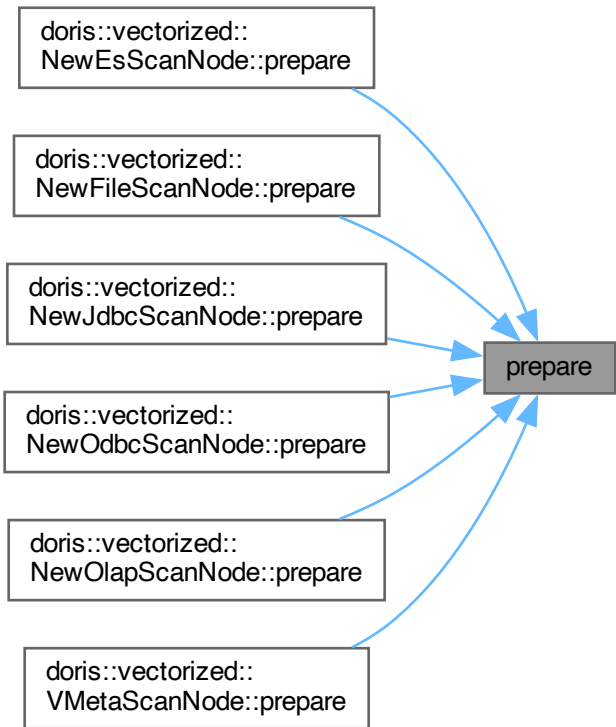 doris::vectorized::
NewEsScanNode::prepare
doris::vectorized::
NewFileScanNode::prepare
doris::vectorized::
NewJdbcScanNode::prepare
prepare
doris::vectorized::
NewOdbcScanNode::prepare
doris::vectorized::
NewOlapScanNode::prepare
doris::vectorized::
VMetaScanNode::prepare